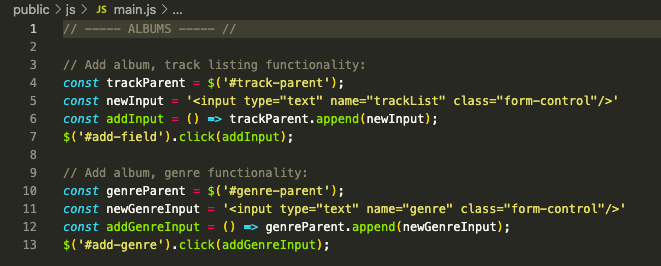 public > js > JS main.js > ...
1 // ----- ALBUMS ----- //
2
3 // Add album, track listing functionality:
4 const trackParent = $('#track-parent');
5 const newInput = '<input type="text" name="trackList" class="form-control"/>'
6 const addInput = () => trackParent.append(newInput);
7 $('#add-field').click(addInput);
8
9 // Add album, genre functionality:
10 const genreParent = $('#genre-parent');
11 const newGenreInput = '<input type="text" name="genre" class="form-control"/>'
12 const addGenreInput = () => genreParent.append(newGenreInput);
13 $('#add-genre').click(addGenreInput);